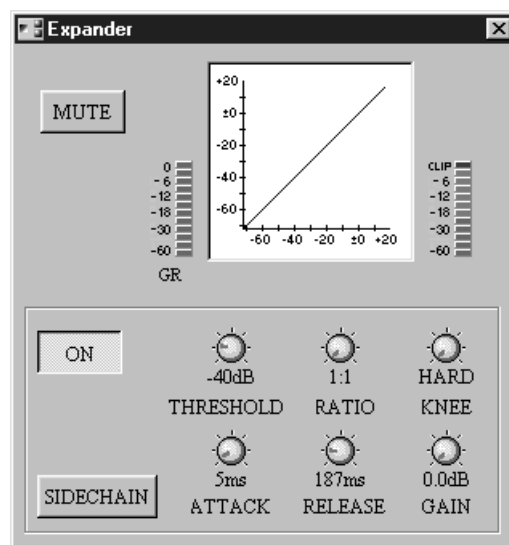 Expander
MUTE
+20
±0
-20
-40
-60
-60 -40 -20 ±0 +20
0
-6
-12
-18
-30
-60
GR
CLIP
-6
-12
-18
-30
-60
ON
-40dB 1:1 HARD
THRESHOLD RATIO KNEE
5ms 187ms 0.0dB
SIDECHAIN ATTACK RELEASE GAIN